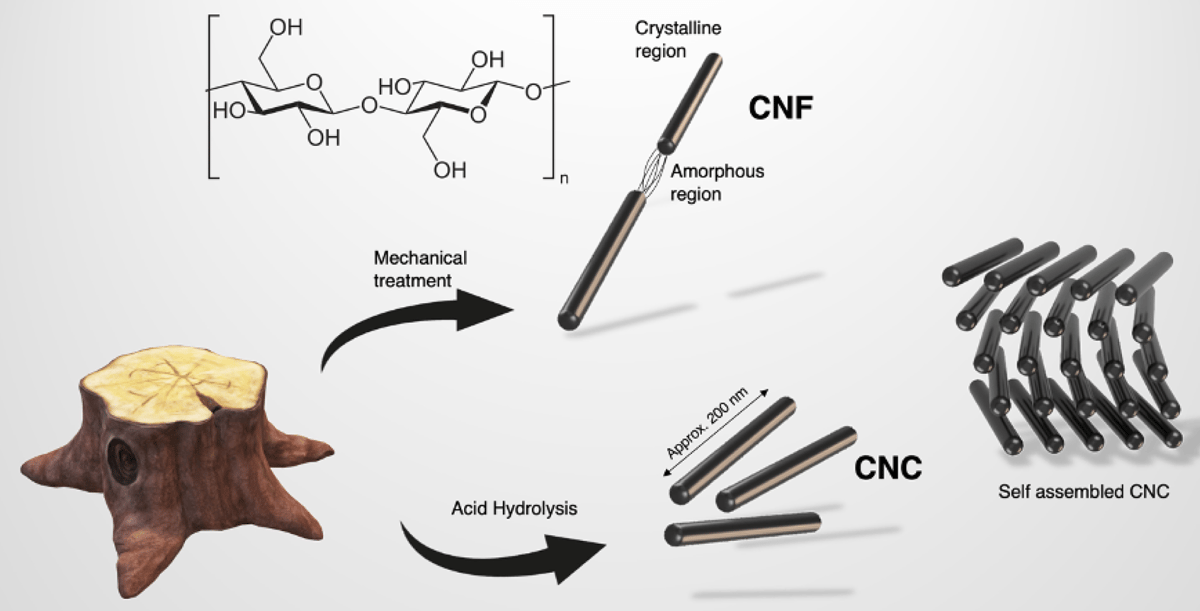 OH
O
HO
OH
O
HO
OH
O
OH
O
n
Crystalline
region
CNF
Amorphous
region
Mechanical
treatment
Approx. 200 nm
CNC
Acid Hydrolysis
Self assembled CNC